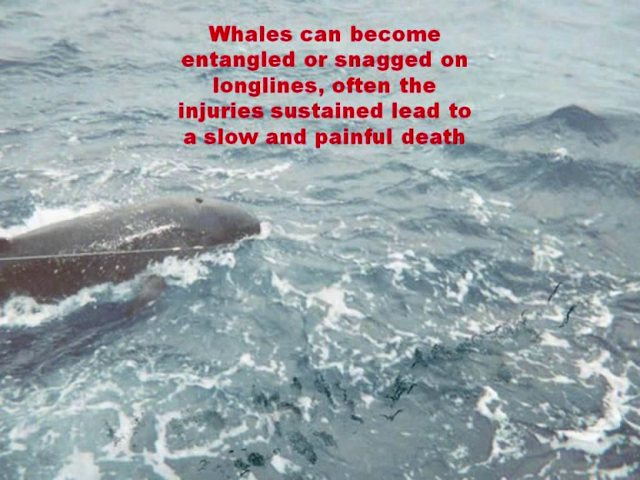 Whales can become
entangled or snagged on
longlines, often the
injuries sustained lead to
a slow and painful death